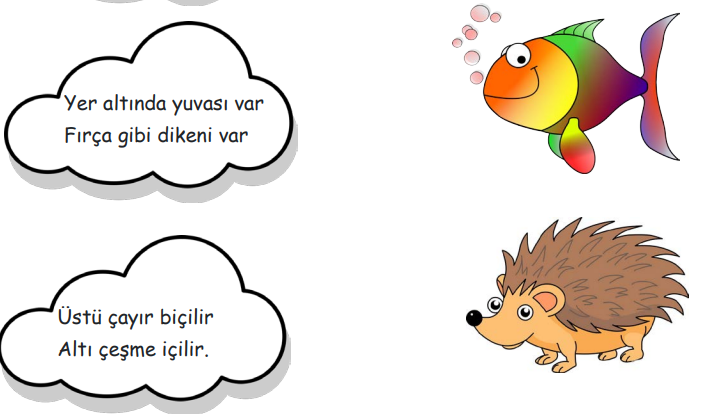 Yer altında yuvası var
Fırça gibi dikeni var
Üstü çayır biçilir
Altı çeşme içilir.